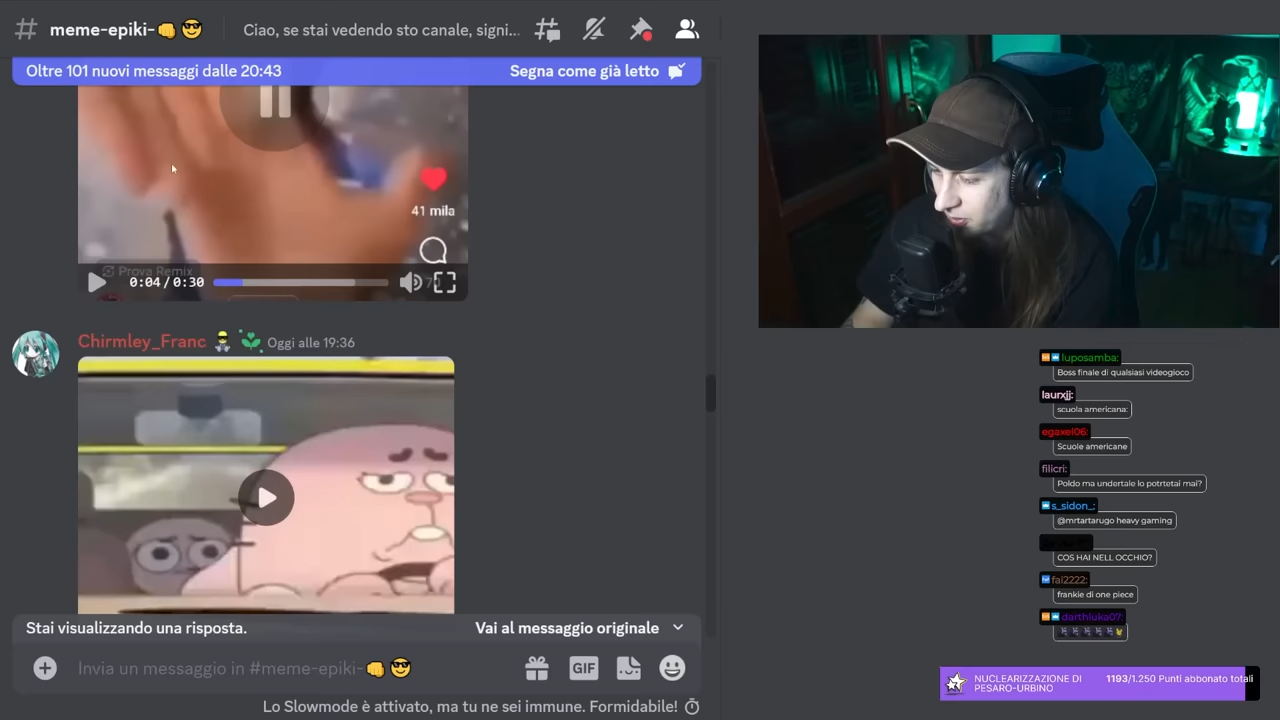 meme-epiki-👊😎
Ciao, se stai vedendo sto canale, signi...
Oltre 101 nuovi messaggi dalle 20:43
Segna come già letto
41 mila
Prova Remix
0:04 / 0:30
Chirmley_Franc
Oggi alle 19:36
Stai visualizzando una risposta.
Vai al messaggio originale
Invia un messaggio in #meme-epiki-👊😎
GIF
Lo Slowmode è attivato, ma tu ne sei immune. Formidabile!
luposamba:
Boss finale di qualsiasi videogioco
laurxjj:
scuola americana:
egaxel06:
Scuole americane
filicri:
Poldo ma undertale lo potrtetai mai?
s_sidon_:
@mrtartarugo heavy gaming
COS HAI NELL OCCHIO?
fai2222:
frankie di one piece
darthluka07:
NUCLEARIZZAZIONE DI
PESARO-URBINO
1193/1.250 Punti abbonato totali